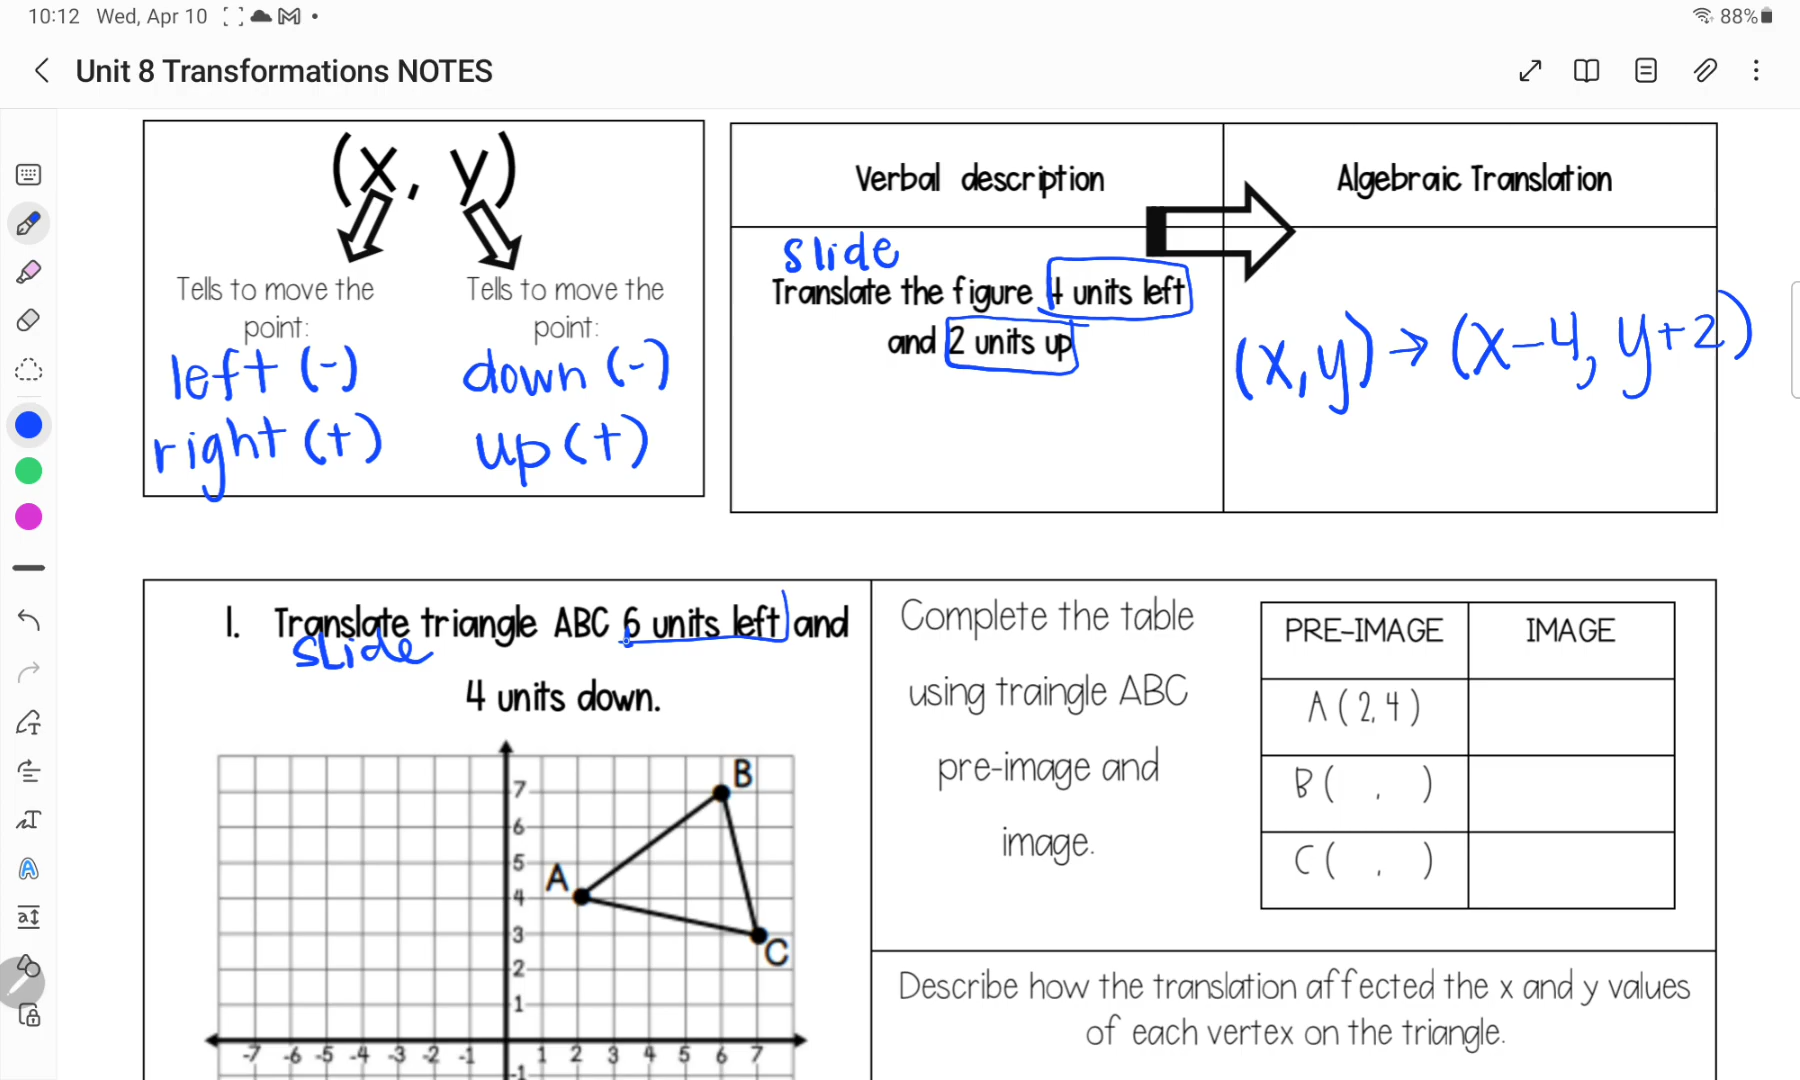 10:12 Wed, Apr 10
88%
Unit 8 Transformations NOTES
(x, y)
Tells to move the
point:
left (-)
right (+)
Tells to move the
point:
down (-)
up (+)
Verbal description
Algebraic Translation
slide
Translate the figure 4 units left
and 2 units up
(x,y) → (x-4, y+2)
1. Translate triangle ABC 6 units left and
slide
4 units down.
B
A
C
7
6
5
4
3
2
1
-7 -6 -5 -4 -3 -2 -1 1 2 3 4 5 6 7
-1
Complete the table
using traingle ABC
pre-image and
image.
PRE-IMAGE IMAGE
A ( 2, 4 )
B ( , )
C ( , )
Describe how the translation affected the x and y values
of each vertex on the triangle.